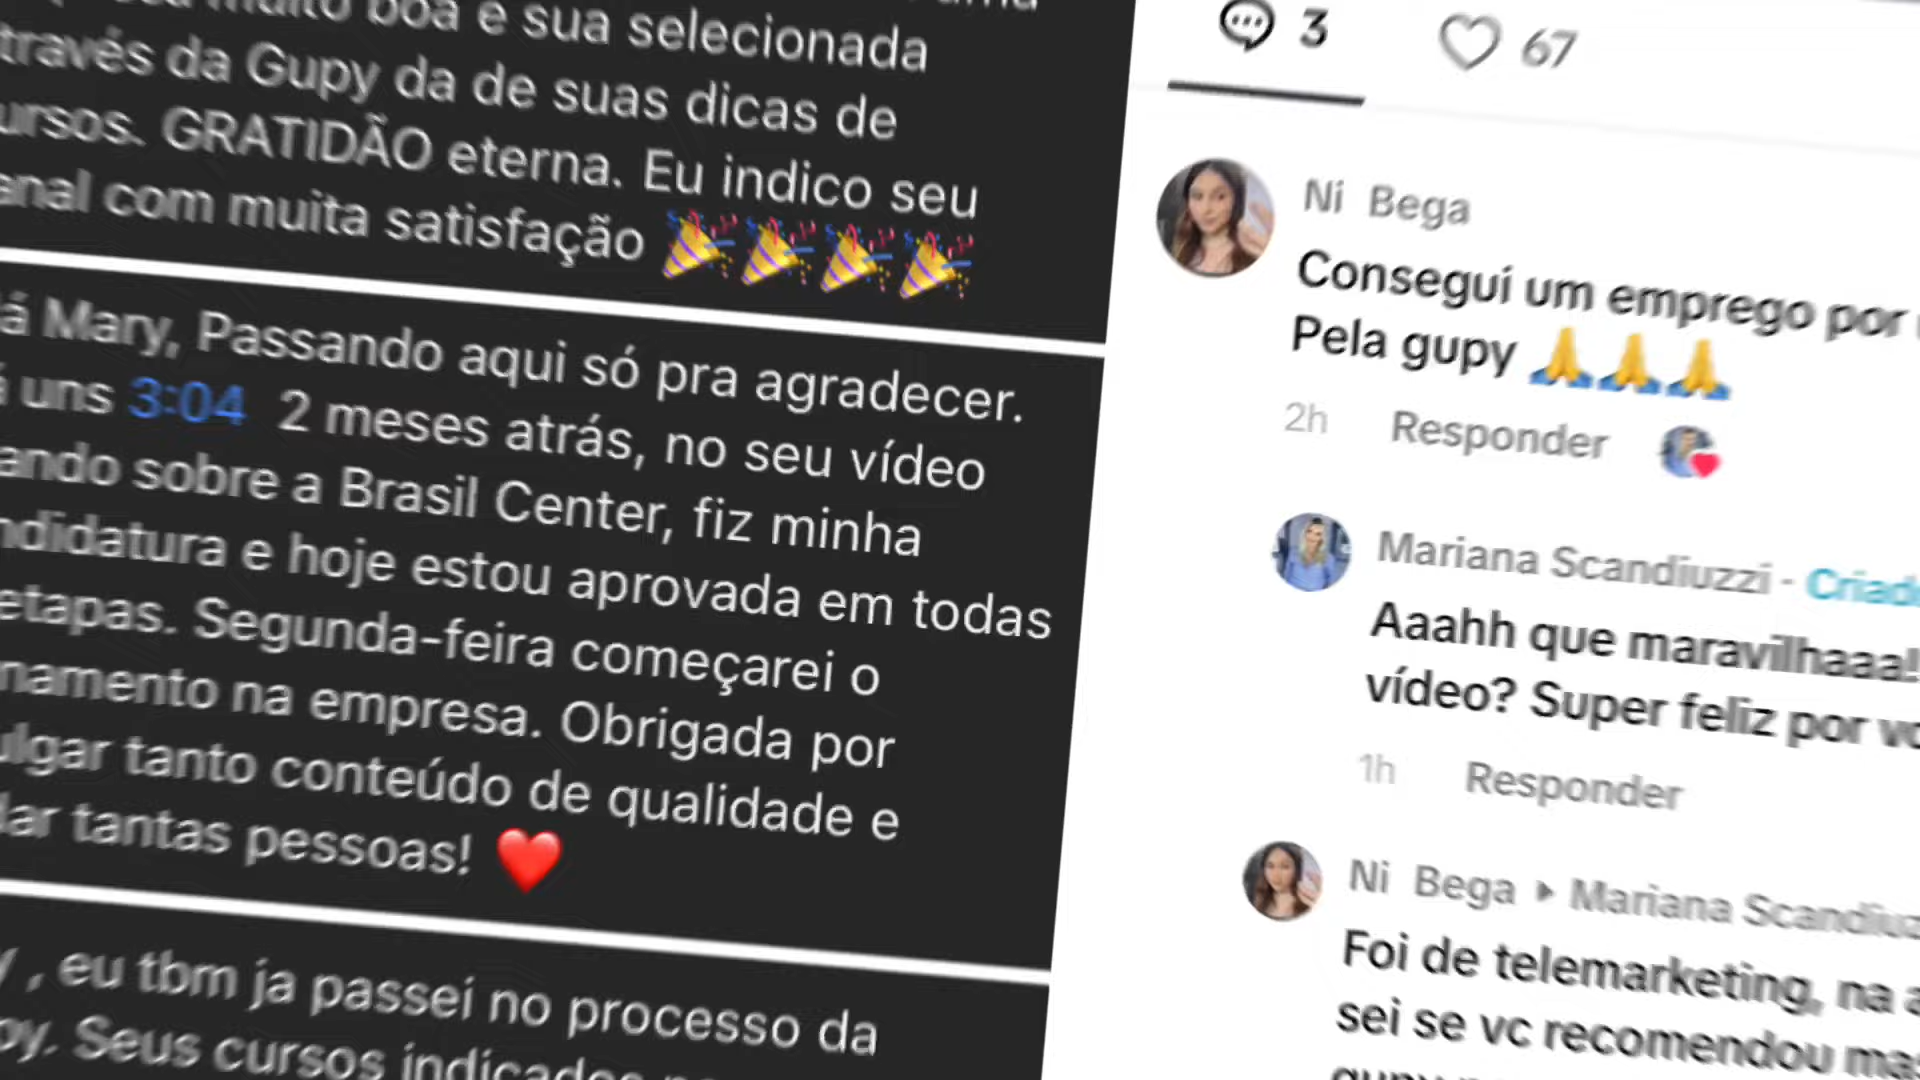 muito boa e sua selecionada
através da Gupy da de suas dicas de
cursos. GRATIDÃO eterna. Eu indico seu
canal com muita satisfação 🎉🎉🎉🎉
lá Mary, Passando aqui só pra agradecer.
á uns 3:04 2 meses atrás, no seu vídeo
ando sobre a Brasil Center, fiz minha
ndidatura e hoje estou aprovada em todas
etapas. Segunda-feira começarei o
namento na empresa. Obrigada por
ulgar tanto conteúdo de qualidade e
dar tantas pessoas! ❤️
y , eu tbm ja passei no processo da
py. Seus cursos indicados
3 67
Ni Bega
Consegui um emprego por
Pela gupy 🙏🙏🙏
2h Responder
Mariana Scandiuzzi · Criad
Aaahh que maravilhaaa!
vídeo? Super feliz por vo
1h Responder
Ni Bega ▸ Mariana Scandiuz
Foi de telemarketing, na a
sei se vc recomendou mas